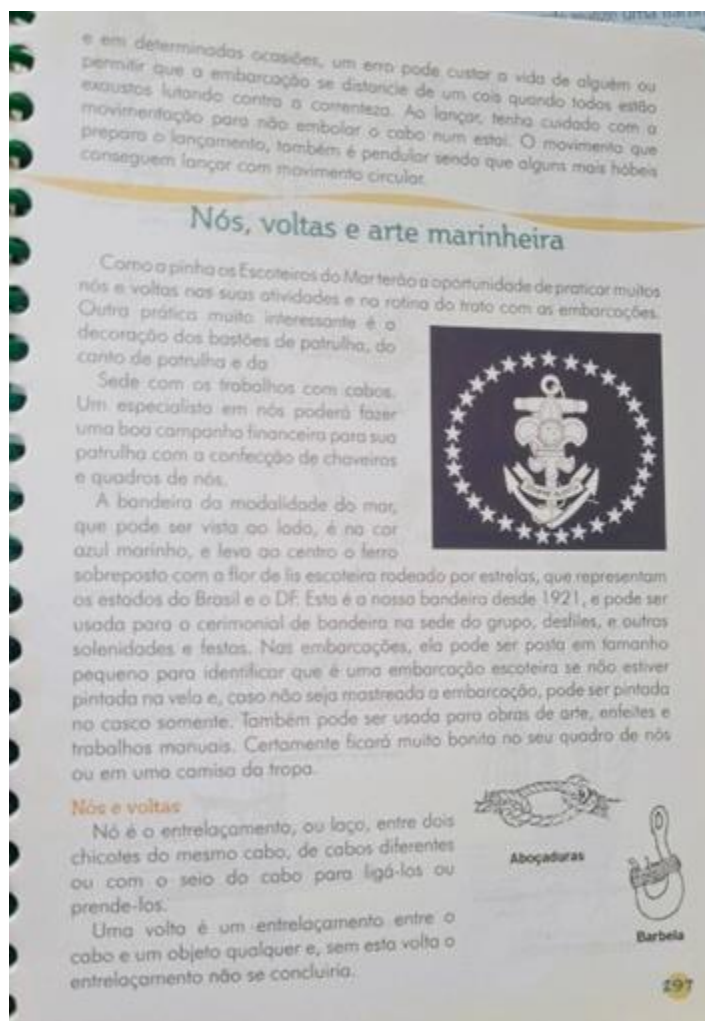 e em determinadas ocasiões, um erro pode custar a vida de alguém ou
permitir que a embarcação se distancie de um cais quando todos estão
exaustos lutando contra a correnteza. Ao lançar, tenha cuidado com a
movimentação para não embolar o cabo num estai. O movimento que
prepara o lançamento, também é pendular sendo que alguns mais hábeis
conseguem lançar com movimento circular.
Nós, voltas e arte marinheira
Como a pinha os Escoteiros do Mar terão a oportunidade de praticar muitos
nós e voltas nas suas atividades e na rotina do trato com as embarcações.
Outra prática muito interessante é a
decoração dos bastões de patrulha, do
canto de patrulha e da
Sede com os trabalhos com cabos.
Um especialista em nós poderá fazer
uma boa campanha financeira para sua
patrulha com a confecção de chaveiros
e quadros de nós.
A bandeira da modalidade do mar,
que pode ser vista ao lado, é na cor
azul marinho, e leva ao centro o ferro
sobreposto com a flor de lis escoteira rodeado por estrelas, que representam
os estados do Brasil e o DF. Esta é a nossa bandeira desde 1921, e pode ser
usada para o cerimonial de bandeira na sede do grupo, desfiles, e outras
solenidades e festas. Nas embarcações, ela pode ser posta em tamanho
pequeno para identificar que é uma embarcação escoteira se não estiver
pintada na vela e, caso não seja mastreada a embarcação, pode ser pintada
no casco somente. Também pode ser usada para obras de arte, enfeites e
trabalhos manuais. Certamente ficará muito bonita no seu quadro de nós
ou em uma camisa da tropa.
Nós e voltas
Nó é o entrelaçamento, ou laço, entre dois
chicotes do mesmo cabo, de cabos diferentes
ou com o seio do cabo para ligá-los ou
prende-los.
Uma volta é um entrelaçamento entre o
cabo e um objeto qualquer e, sem esta volta o
entrelaçamento não se concluiria.
Aboçaduras
Barbela
297